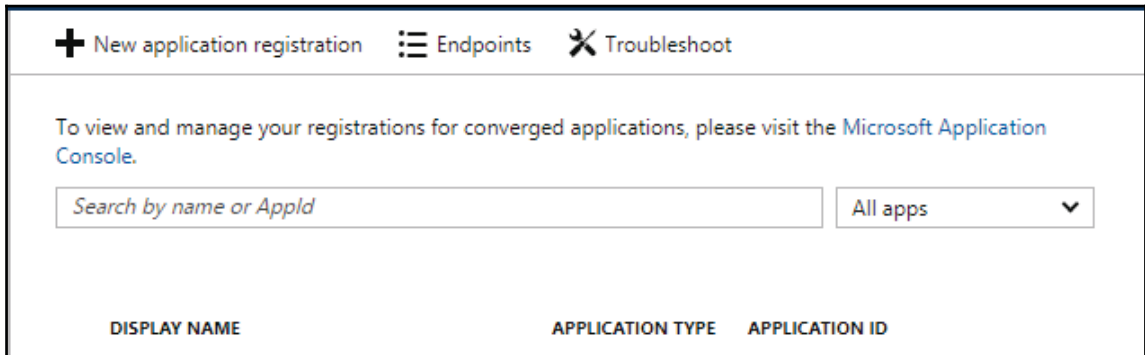 New application registration Endpoints Troubleshoot
To view and manage your registrations for converged applications, please visit the Microsoft Application
Console.
Search by name or AppId All apps
DISPLAY NAME APPLICATION TYPE APPLICATION ID